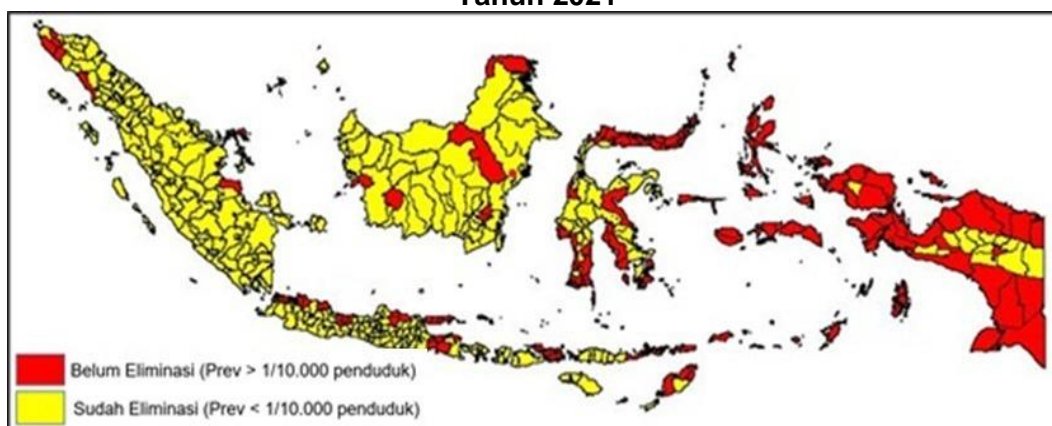 Tahun 2021
Belum Eliminasi (Prev > 1/10.000 penduduk)
Sudah Eliminasi (Prev < 1/10.000 penduduk)